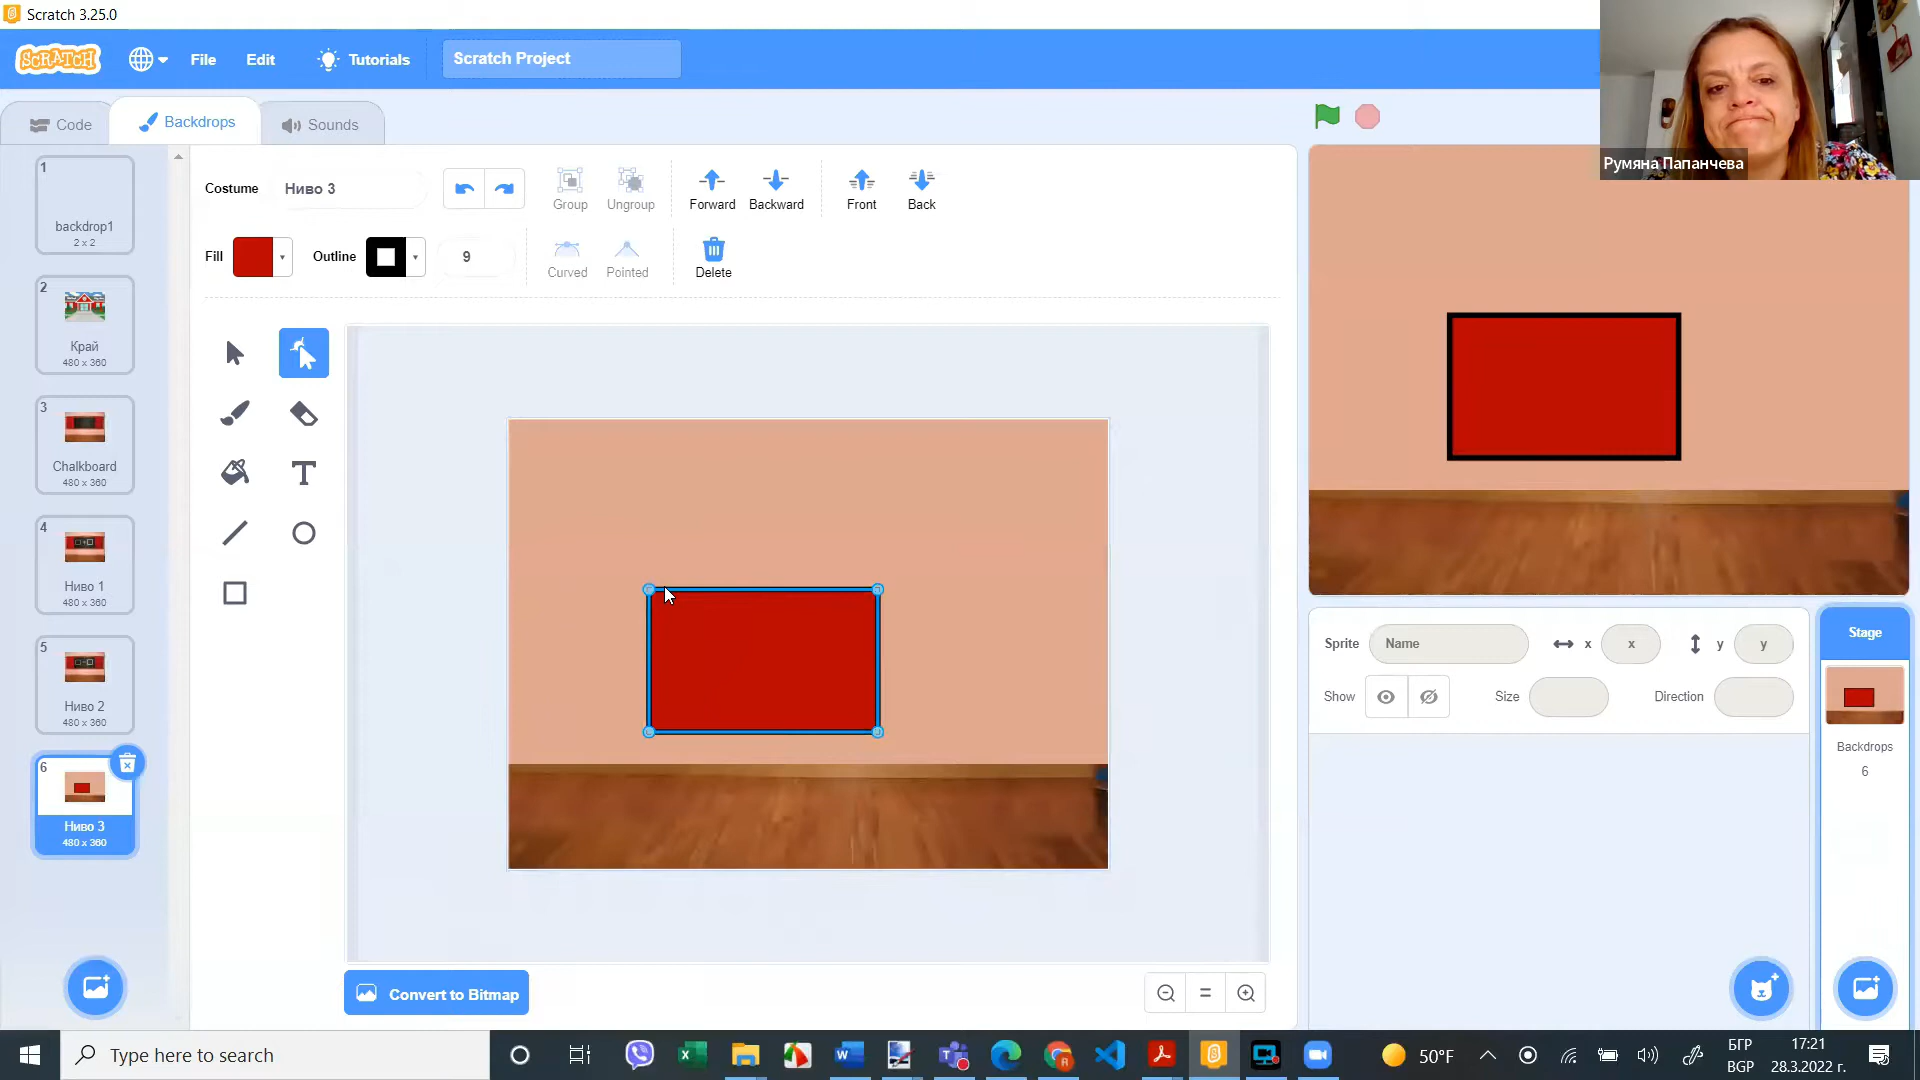 Scratch 3.25.0
SCRATCH
File
Edit
Tutorials
Scratch Project
Румяна Папанчева
Code
Backdrops
Sounds
1
backdrop1
2 x 2
2
Край
480 x 360
3
Chalkboard
480 x 360
4
Ниво 1
480 x 360
5
Ниво 2
480 x 360
6
Ниво 3
480 x 360
Costume
Ниво 3
Group
Ungroup
Forward
Backward
Front
Back
Fill
Outline
9
Curved
Pointed
Delete
T
Convert to Bitmap
Sprite
Name
x
x
y
y
Show
Size
Direction
Stage
Backdrops
6
Type here to search
50°F
БГР
BGP
17:21
28.3.2022 г.